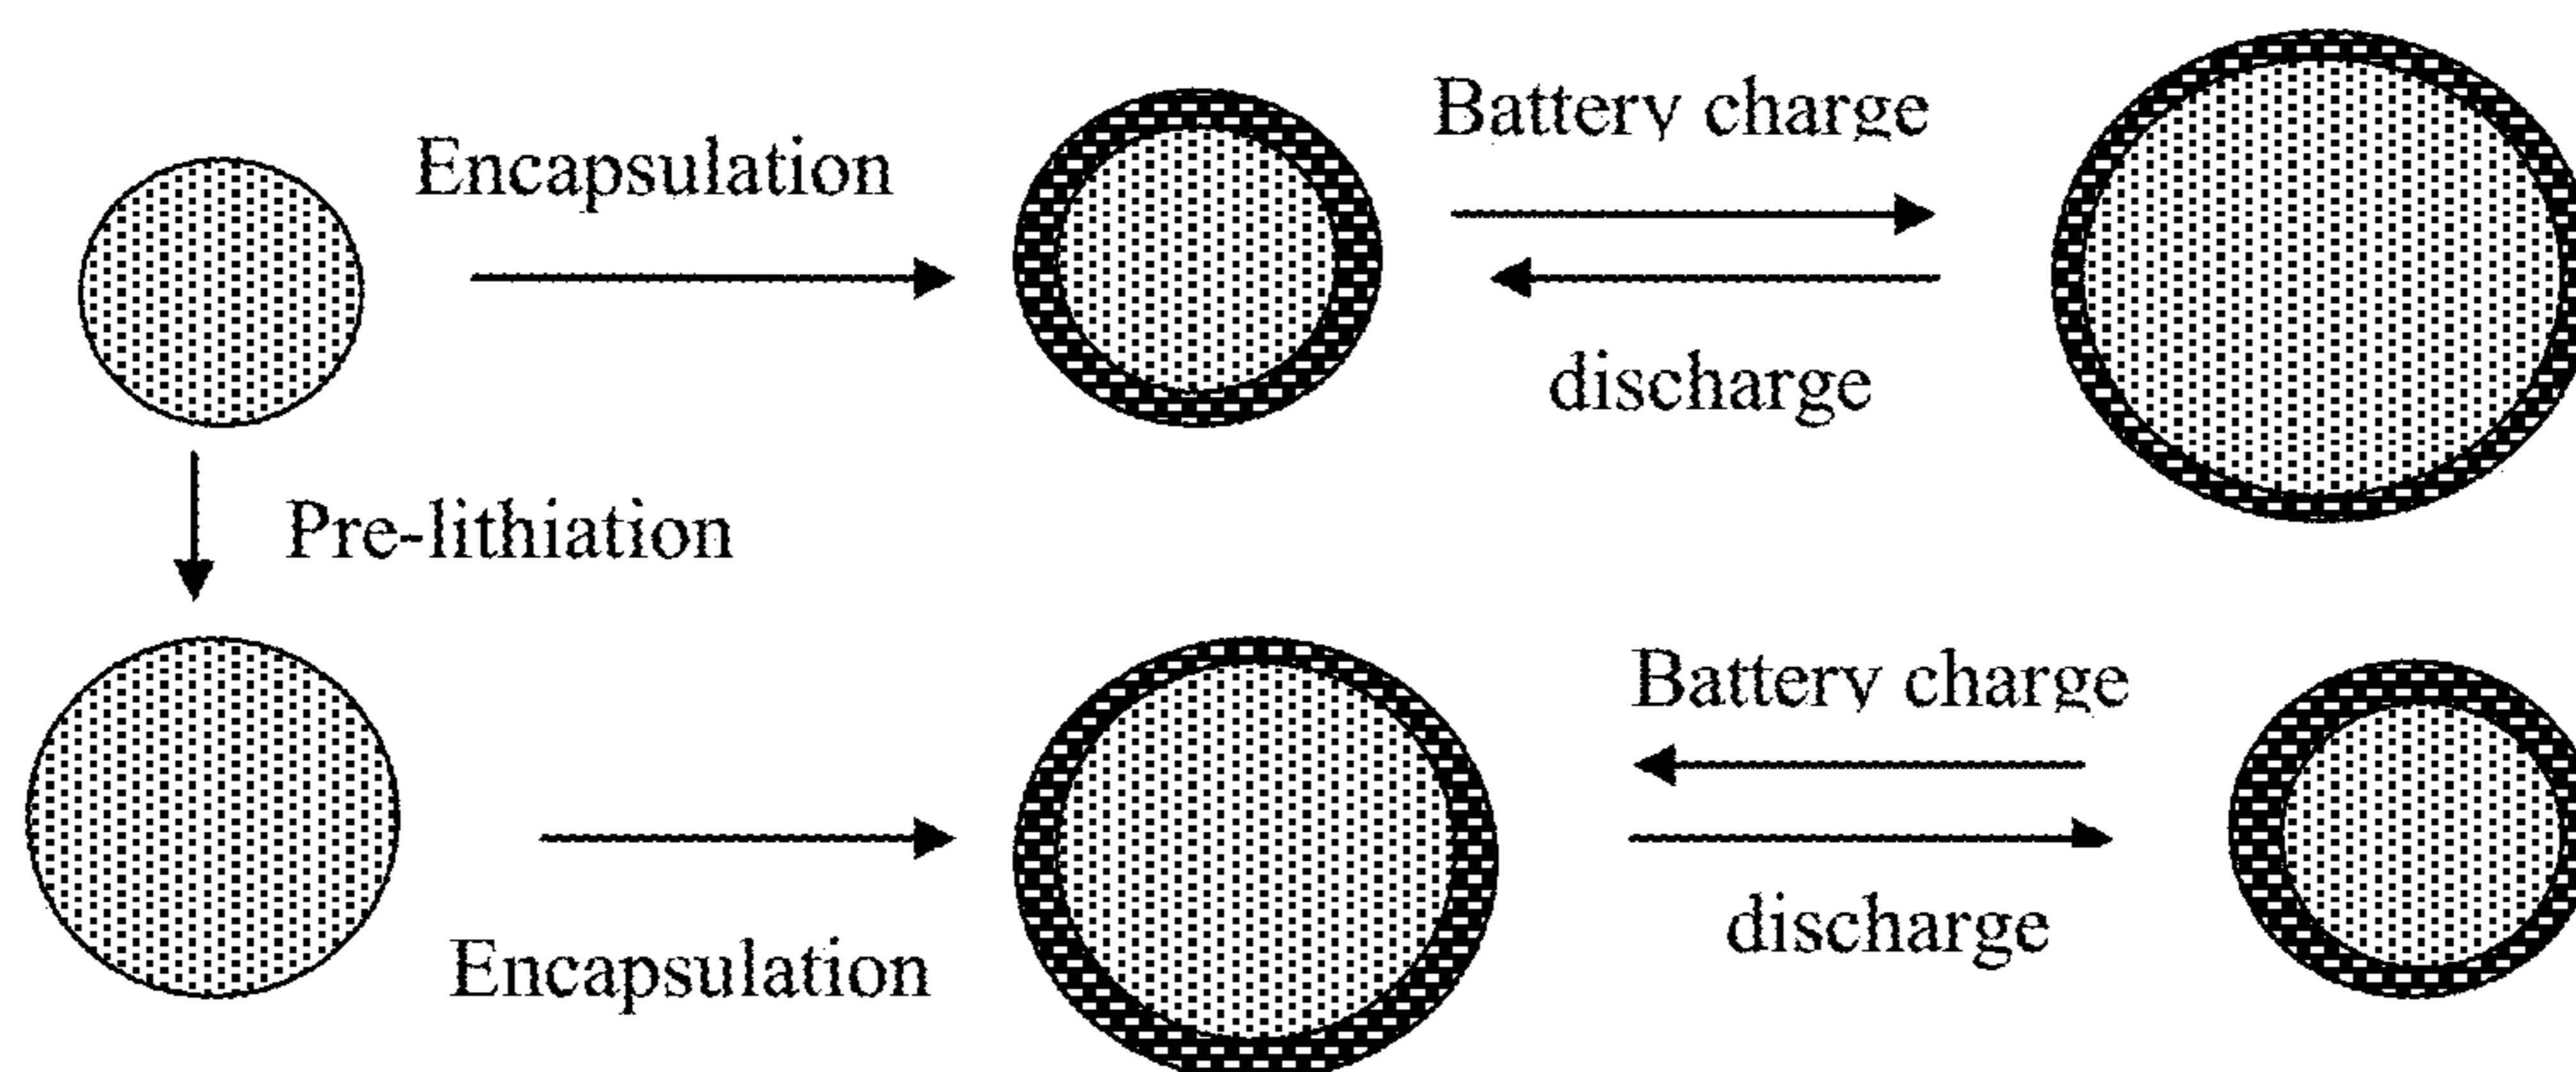 Encapsulation
Battery charge
discharge
Pre-lithiation
Battery charge
discharge
Encapsulation